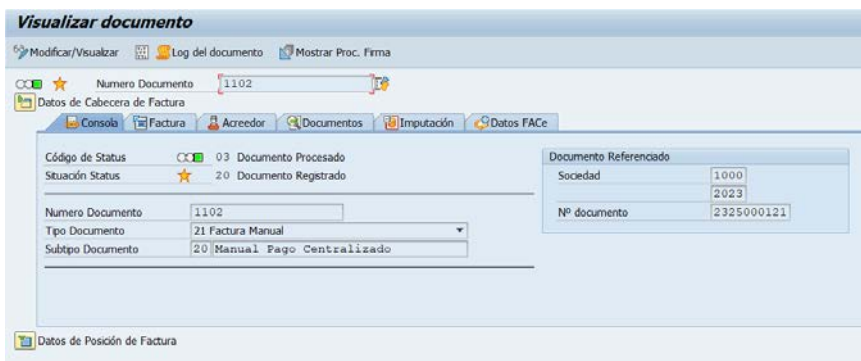 Visualizar documento
Modificar/Visualizar Log del documento Mostrar Proc. Firma
Numero Documento 1102
Datos de Cabecera de Factura
Consola Factura Acreedor Documentos Imputación Datos FACe
Código de Status 03 Documento Procesado
Situación Status 20 Documento Registrado
Numero Documento 1102
Tipo Documento 21 Factura Manual
Subtipo Documento 20 Manual Pago Centralizado
Documento Referenciado
Sociedad 1000
2023
Nº documento 2325000121
Datos de Posición de Factura